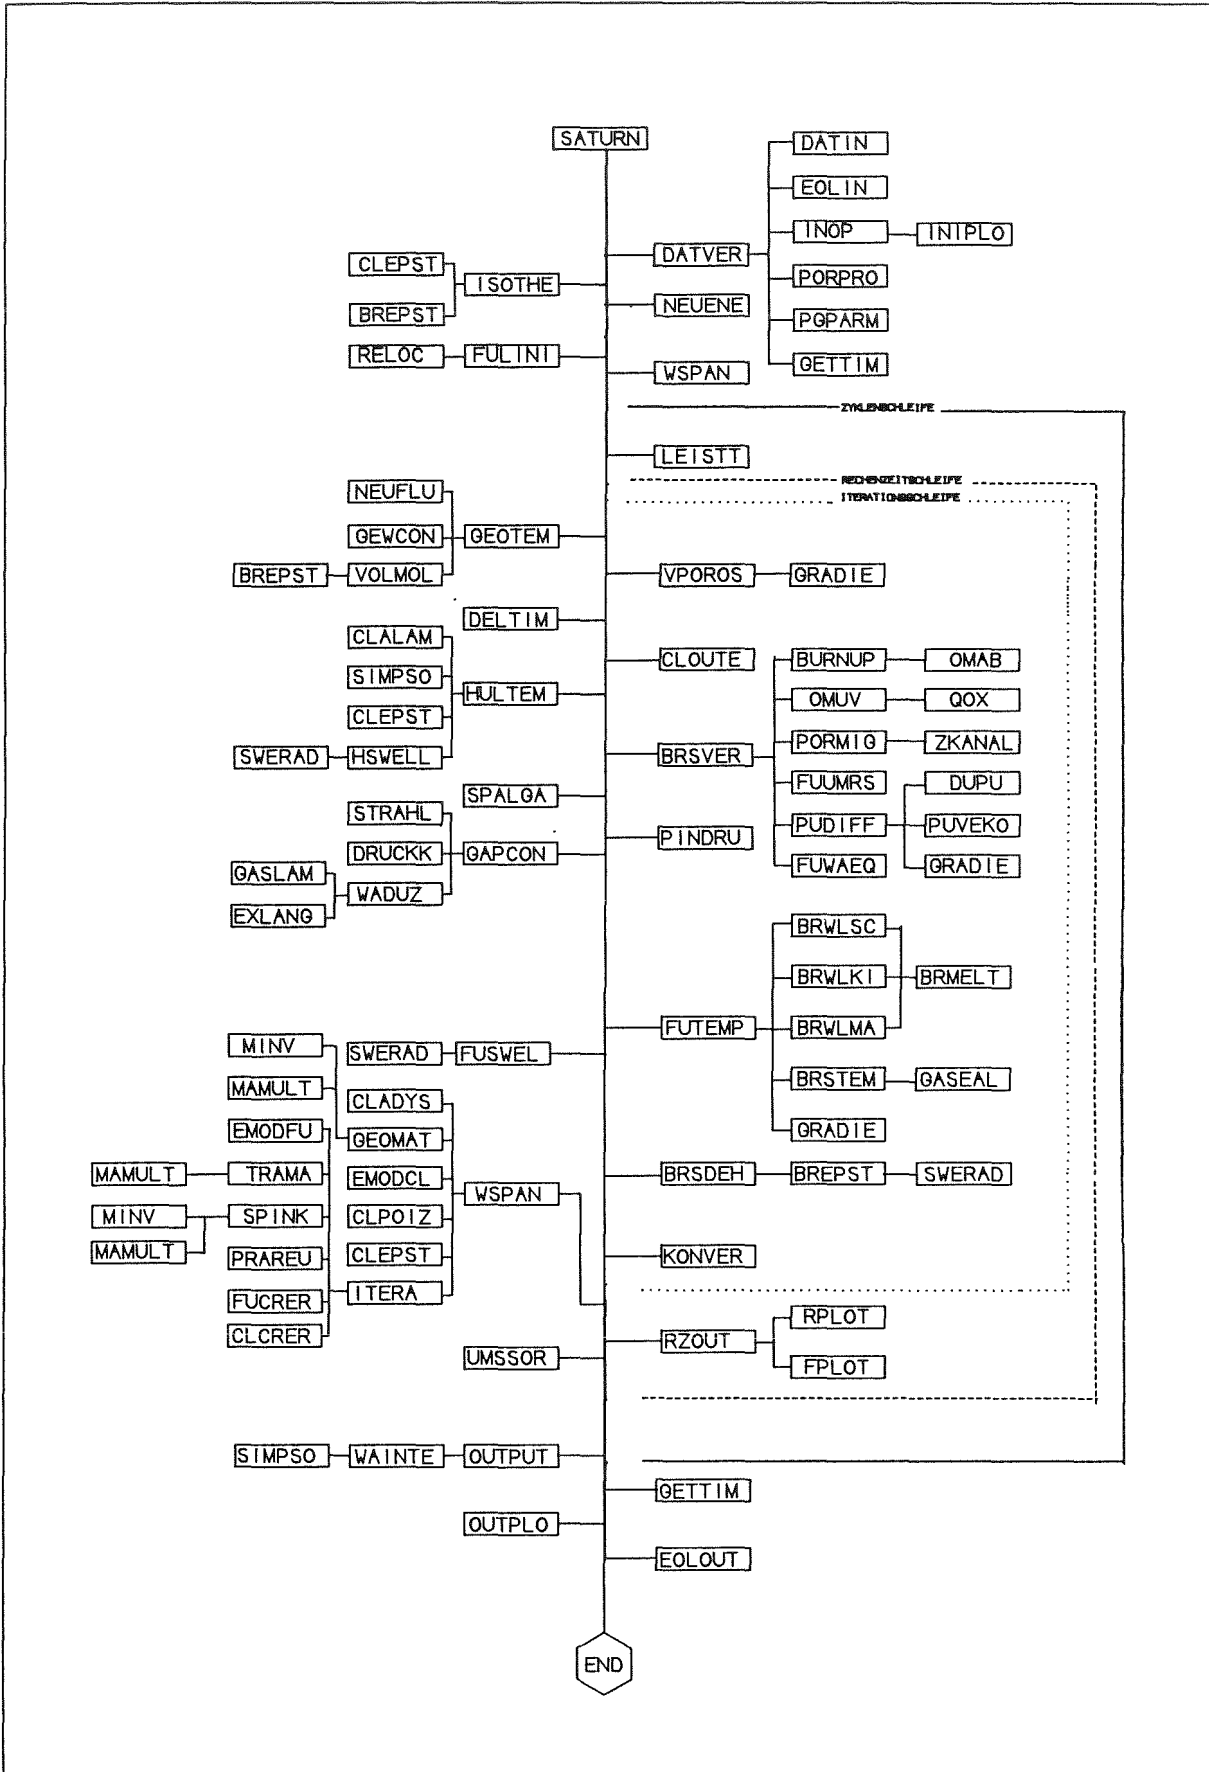 SATURN
DATIN
EOLIN
INOP INIPLO
DATVER
CLEPST
ISOTHE
PORPRO
NEUENE
BREPST
PGPARM
RELOC FULINI
GETTIM
WSPAN
ZYKLENSCHLEIFE
LEISTT
RECHENZEITSCHLEIFE
NEUFLU
ITERATIONSSCHLEIFE
GEWCON GEOTEM
BREPST VOLMOL
VPOROS GRADIE
DELTIM
CLALAM
CLOUTE
BURNUP OMAB
SIMPSO
HULTEM
OMUV QOX
CLEPST
PORMIG ZKANAL
SWERAD HSWELL
BRSVER
FUUMRS
DUPU
SPALGA
STRAHL
PUDIFF PUVEKO
PINDRU
DRUCKK GAPCON
FUWAEQ GRADIE
GASLAM
WADUZ
EXLANG
BRWLSC
BRWLKI BRMELT
FUTEMP BRWLMA
MINV
SWERAD FUSWEL
BRSTEM GASEAL
MAMULT
CLADYS
EMODFU
GEOMAT
GRADIE
MAMULT TRAMA
EMODCL
BRSDEH BREPST SWERAD
WSPAN
MINV SPINK
CLPOIZ
MAMULT
PRAREU
CLEPST
KONVER
FUCRER
ITERA
RPLOT
CLCRER
RZOUT
UMSSOR
FPLOT
SIMPSO WAINTE OUTPUT
GETTIM
OUTPLO
EOLOUT
END